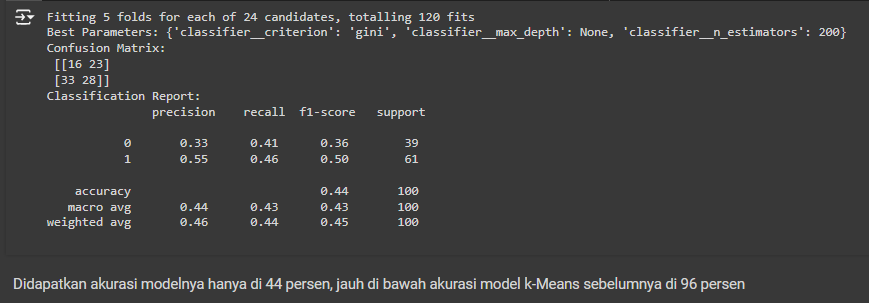 Fitting 5 folds for each of 24 candidates, totalling 120 fits
Best Parameters: {'classifier__criterion': 'gini', 'classifier__max_depth': None, 'classifier__n_estimators': 200}
Confusion Matrix:
[[16 23]
[33 28]]
Classification Report:
precision recall f1-score support
0 0.33 0.41 0.36 39
1 0.55 0.46 0.50 61
accuracy 0.44 100
macro avg 0.44 0.43 0.43 100
weighted avg 0.46 0.44 0.45 100
Didapatkan akurasi modelnya hanya di 44 persen, jauh di bawah akurasi model k-Means sebelumnya di 96 persen